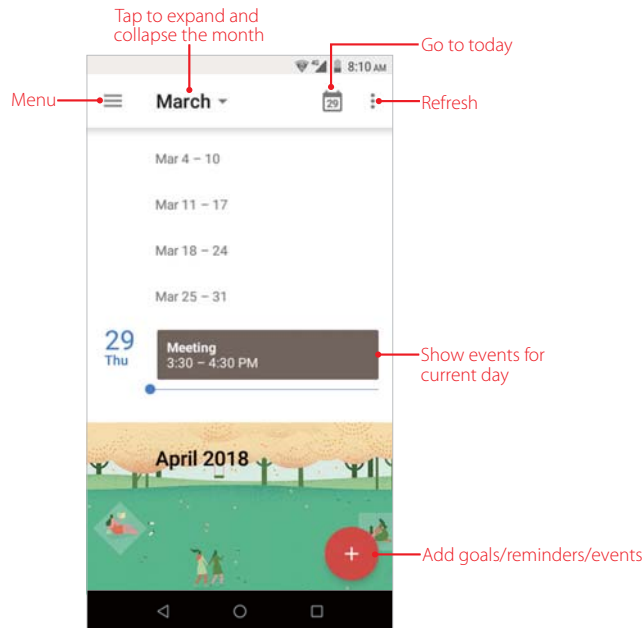 Tap to expand and
collapse the month
Go to today
4G 8:10 AM
Menu
March
29
Refresh
Mar 4 – 10
Mar 11 – 17
Mar 18 – 24
Mar 25 – 31
29
Thu
Meeting
3:30 – 4:30 PM
Show events for
current day
April 2018
+
Add goals/reminders/events